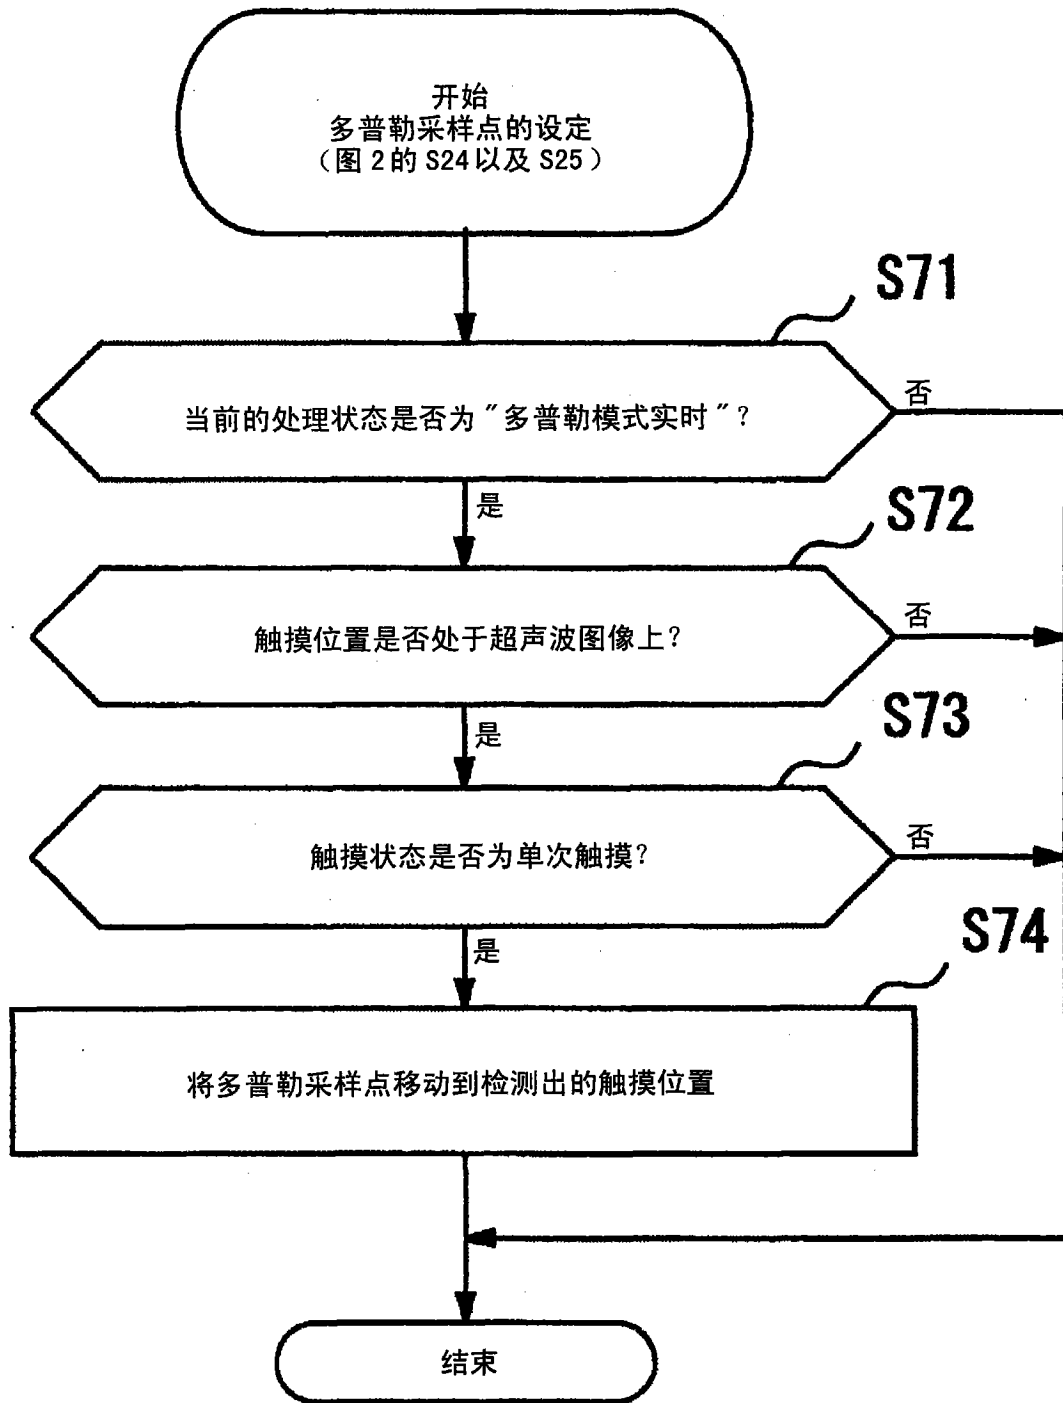 开始
多普勒采样点的设定
（图 2 的 S24 以及 S25）
S71
当前的处理状态是否为 "多普勒模式实时"？
否
是
S72
触摸位置是否处于超声波图像上？
否
是
S73
触摸状态是否为单次触摸？
否
是
S74
将多普勒采样点移动到检测出的触摸位置
结束